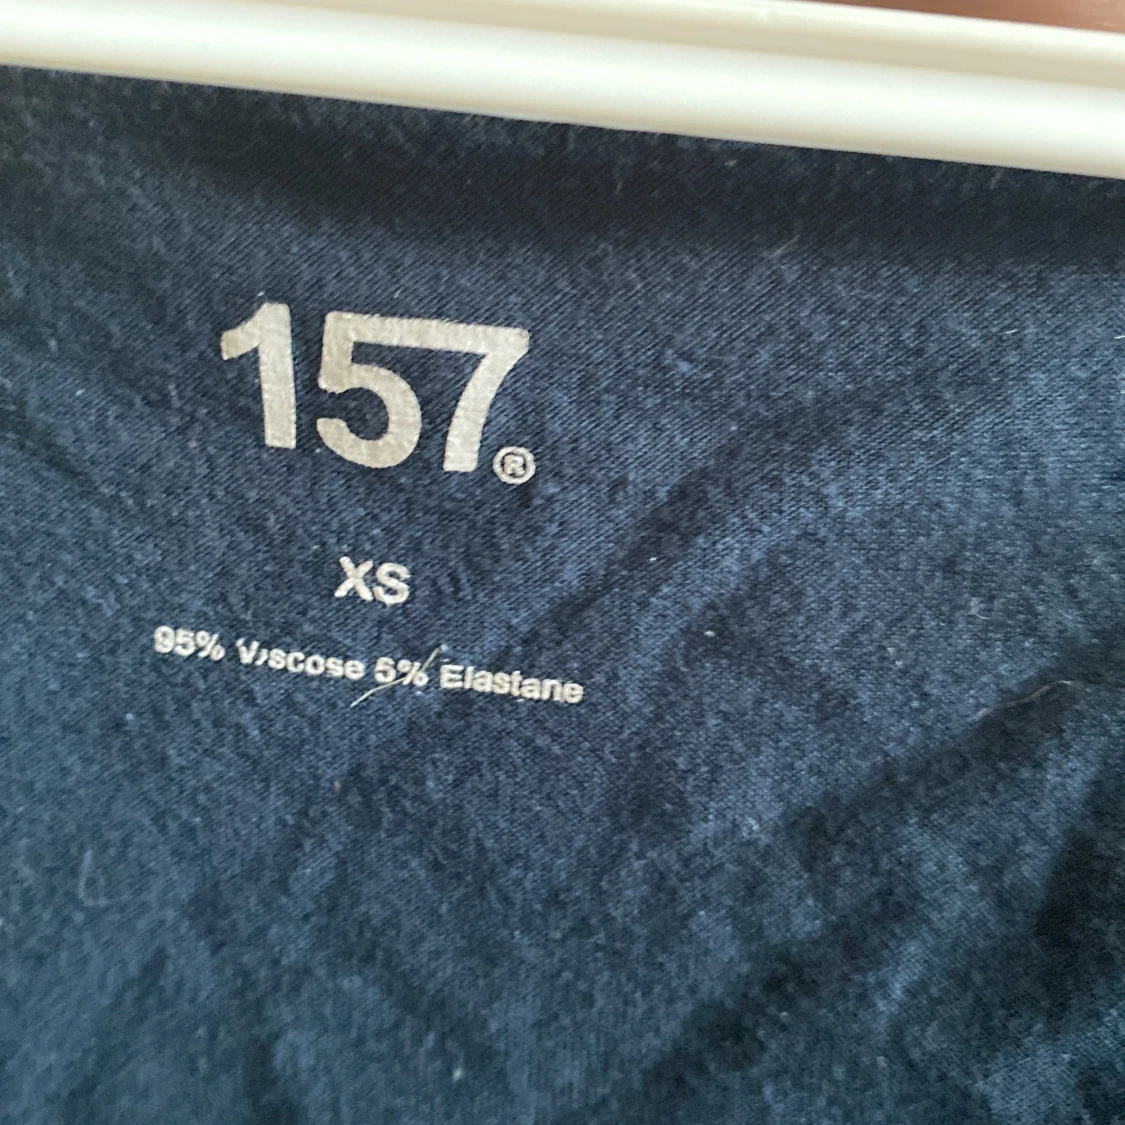 157®
XS
95% Viscose 5% Elastane